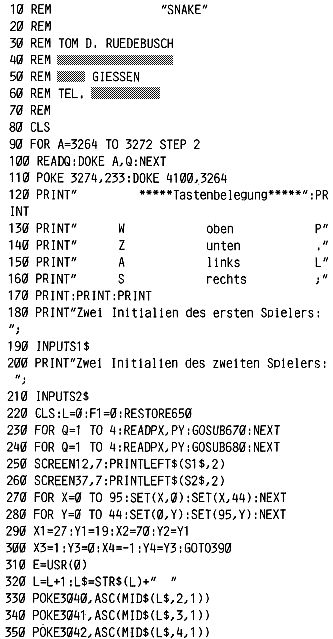 10 REM "SNAKE"
20 REM
30 REM TOM D. RUEDEBUSCH
40 REM
50 REM GIESSEN
60 REM TEL.
70 REM
80 CLS
90 FOR A=3264 TO 3272 STEP 2
100 READQ:DOKE A,Q:NEXT
110 POKE 3274,233:DOKE 4100,3264
120 PRINT" *****Tastenbelegung*****":PR
INT
130 PRINT" W oben P"
140 PRINT" Z unten ."
150 PRINT" A links L"
160 PRINT" S rechts ;"
170 PRINT:PRINT:PRINT
180 PRINT"Zwei Initialien des ersten Spielers:
";
190 INPUTS1$
200 PRINT"Zwei Initialien des zweiten Spielers:
";
210 INPUTS2$
220 CLS:L=0:F1=0:RESTORE650
230 FOR Q=1 TO 4:READPX,PY:GOSUB670:NEXT
240 FOR Q=1 TO 4:READPX,PY:GOSUB680:NEXT
250 SCREEN12,7:PRINTLEFT$(S1$,2)
260 SCREEN37,7:PRINTLEFT$(S2$,2)
270 FOR X=0 TO 95:SET(X,0):SET(X,44):NEXT
280 FOR Y=0 TO 44:SET(0,Y):SET(95,Y):NEXT
290 X1=27:Y1=19:X2=70:Y2=Y1
300 X3=1:Y3=0:X4=-1:Y4=Y3:GOTO390
310 E=USR(0)
320 L=L+1:L$=STR$(L)+" "
330 POKE3040,ASC(MID$(L$,2,1))
340 POKE3041,ASC(MID$(L$,3,1))
350 POKE3042,ASC(MID$(L$,4,1))